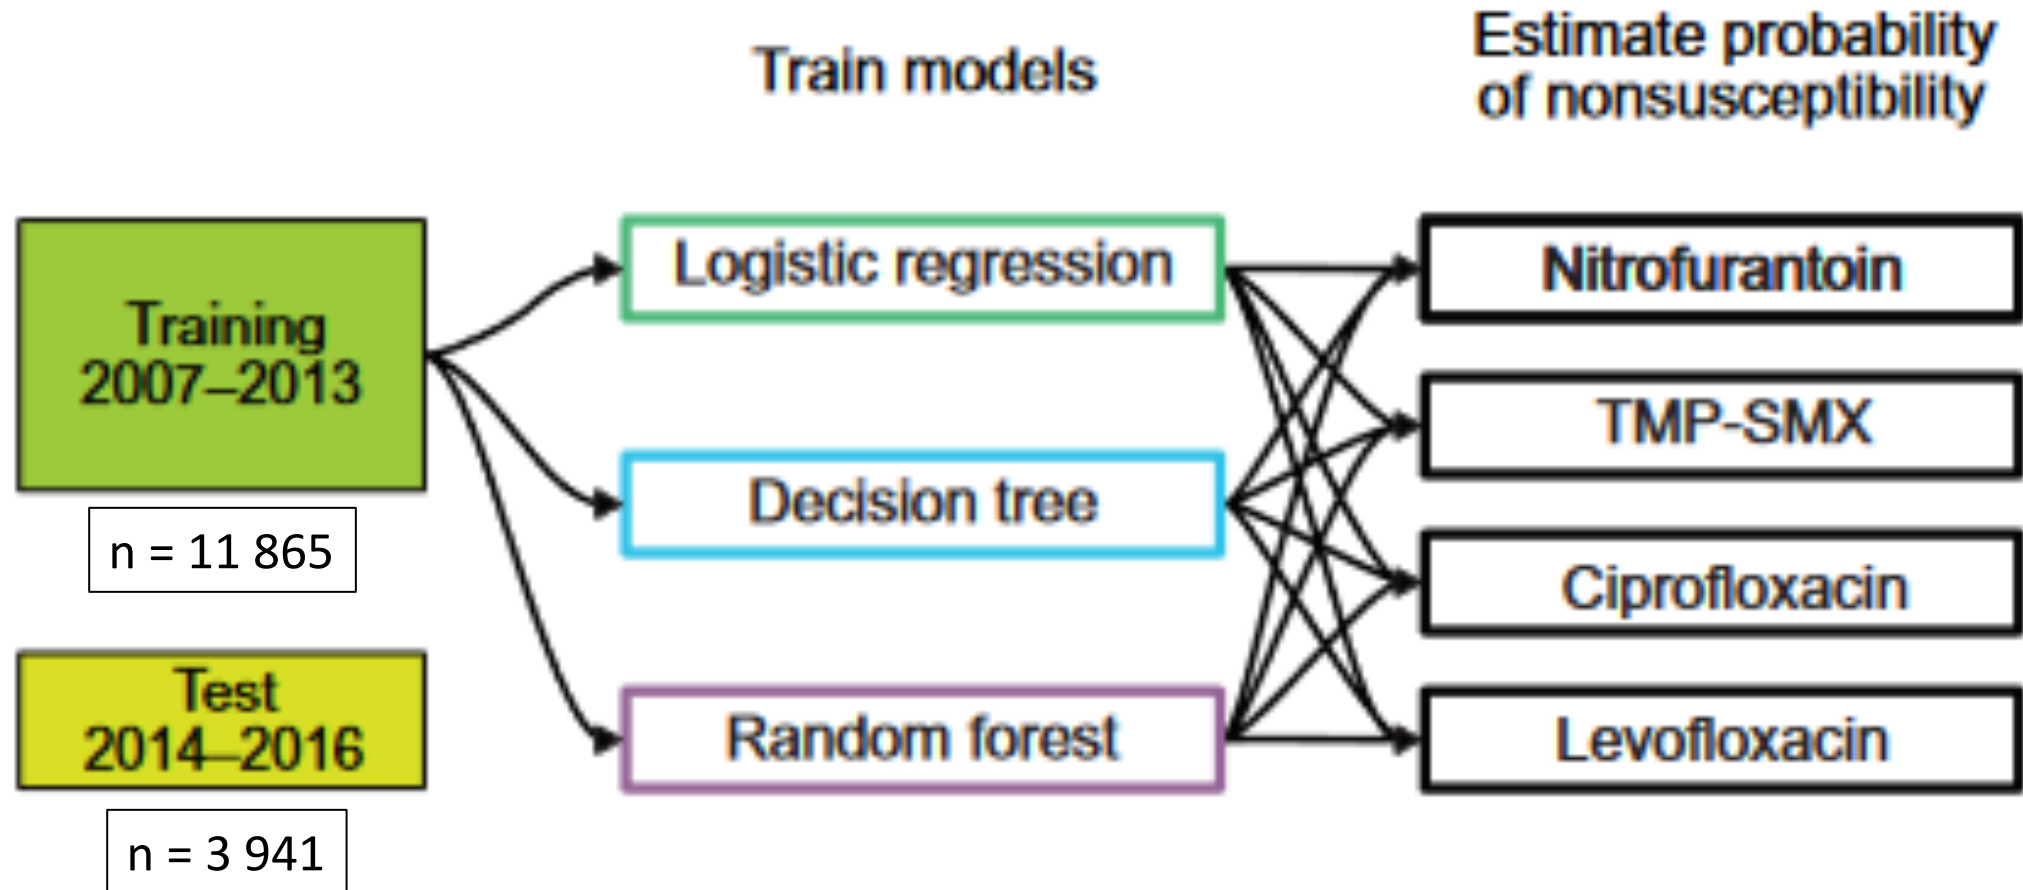 Train models
Estimate probability
of nonsusceptibility
Training
2007–2013
n = 11 865
Test
2014–2016
n = 3 941
Logistic regression
Decision tree
Random forest
Nitrofurantoin
TMP-SMX
Ciprofloxacin
Levofloxacin